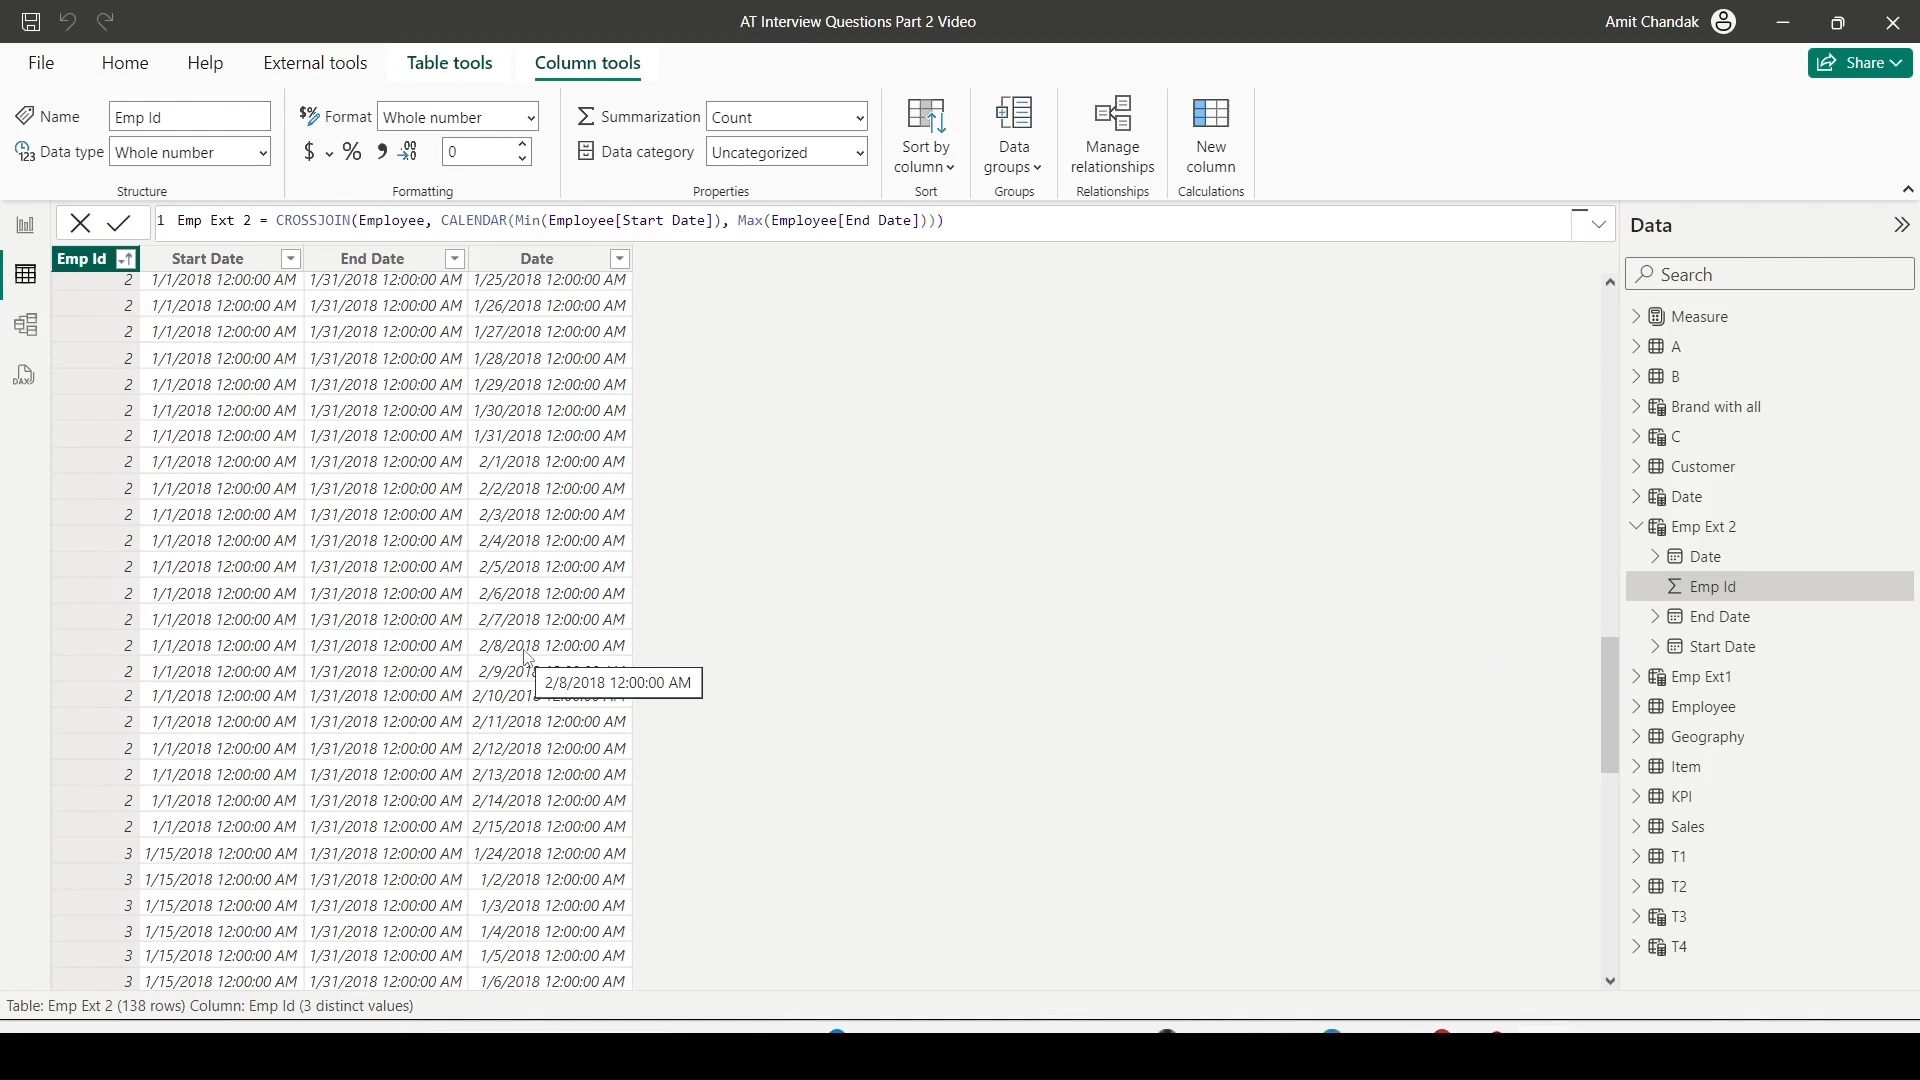 AT Interview Questions Part 2 Video
Amit Chandak
File Home Help External tools Table tools Column tools
Share
Name Emp Id
Data type Whole number
Structure
Format Whole number
$ % 0
Formatting
Summarization Count
Data category Uncategorized
Properties
Sort by
column
Sort
Data
groups
Groups
Manage
relationships
Relationships
New
column
Calculations
1 Emp Ext 2 = CROSSJOIN(Employee, CALENDAR(Min(Employee[Start Date]), Max(Employee[End Date])))
Emp Id Start Date End Date Date
2 1/1/2018 12:00:00 AM 1/31/2018 12:00:00 AM 1/25/2018 12:00:00 AM
2 1/1/2018 12:00:00 AM 1/31/2018 12:00:00 AM 1/26/2018 12:00:00 AM
2 1/1/2018 12:00:00 AM 1/31/2018 12:00:00 AM 1/27/2018 12:00:00 AM
2 1/1/2018 12:00:00 AM 1/31/2018 12:00:00 AM 1/28/2018 12:00:00 AM
2 1/1/2018 12:00:00 AM 1/31/2018 12:00:00 AM 1/29/2018 12:00:00 AM
2 1/1/2018 12:00:00 AM 1/31/2018 12:00:00 AM 1/30/2018 12:00:00 AM
2 1/1/2018 12:00:00 AM 1/31/2018 12:00:00 AM 1/31/2018 12:00:00 AM
2 1/1/2018 12:00:00 AM 1/31/2018 12:00:00 AM 2/1/2018 12:00:00 AM
2 1/1/2018 12:00:00 AM 1/31/2018 12:00:00 AM 2/2/2018 12:00:00 AM
2 1/1/2018 12:00:00 AM 1/31/2018 12:00:00 AM 2/3/2018 12:00:00 AM
2 1/1/2018 12:00:00 AM 1/31/2018 12:00:00 AM 2/4/2018 12:00:00 AM
2 1/1/2018 12:00:00 AM 1/31/2018 12:00:00 AM 2/5/2018 12:00:00 AM
2 1/1/2018 12:00:00 AM 1/31/2018 12:00:00 AM 2/6/2018 12:00:00 AM
2 1/1/2018 12:00:00 AM 1/31/2018 12:00:00 AM 2/7/2018 12:00:00 AM
2 1/1/2018 12:00:00 AM 1/31/2018 12:00:00 AM 2/8/2018 12:00:00 AM
2 1/1/2018 12:00:00 AM 1/31/2018 12:00:00 AM 2/9/201
2/8/2018 12:00:00 AM
2 1/1/2018 12:00:00 AM 1/31/2018 12:00:00 AM 2/10/201
2 1/1/2018 12:00:00 AM 1/31/2018 12:00:00 AM 2/11/2018 12:00:00 AM
2 1/1/2018 12:00:00 AM 1/31/2018 12:00:00 AM 2/12/2018 12:00:00 AM
2 1/1/2018 12:00:00 AM 1/31/2018 12:00:00 AM 2/13/2018 12:00:00 AM
2 1/1/2018 12:00:00 AM 1/31/2018 12:00:00 AM 2/14/2018 12:00:00 AM
2 1/1/2018 12:00:00 AM 1/31/2018 12:00:00 AM 2/15/2018 12:00:00 AM
3 1/15/2018 12:00:00 AM 1/31/2018 12:00:00 AM 1/24/2018 12:00:00 AM
3 1/15/2018 12:00:00 AM 1/31/2018 12:00:00 AM 1/2/2018 12:00:00 AM
3 1/15/2018 12:00:00 AM 1/31/2018 12:00:00 AM 1/3/2018 12:00:00 AM
3 1/15/2018 12:00:00 AM 1/31/2018 12:00:00 AM 1/4/2018 12:00:00 AM
3 1/15/2018 12:00:00 AM 1/31/2018 12:00:00 AM 1/5/2018 12:00:00 AM
3 1/15/2018 12:00:00 AM 1/31/2018 12:00:00 AM 1/6/2018 12:00:00 AM
Data
Search
Measure
A
B
Brand with all
C
Customer
Date
Emp Ext 2
Date
Emp Id
End Date
Start Date
Emp Ext1
Employee
Geography
Item
KPI
Sales
T1
T2
T3
T4
Table: Emp Ext 2 (138 rows) Column: Emp Id (3 distinct values)